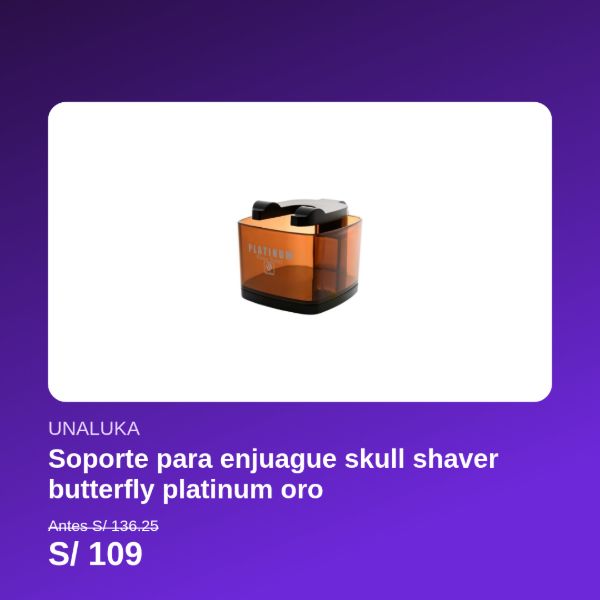 PLATINUM
UNALUKA
Soporte para enjuague skull shaver
butterfly platinum oro
Antes S/ 136.25
S/ 109